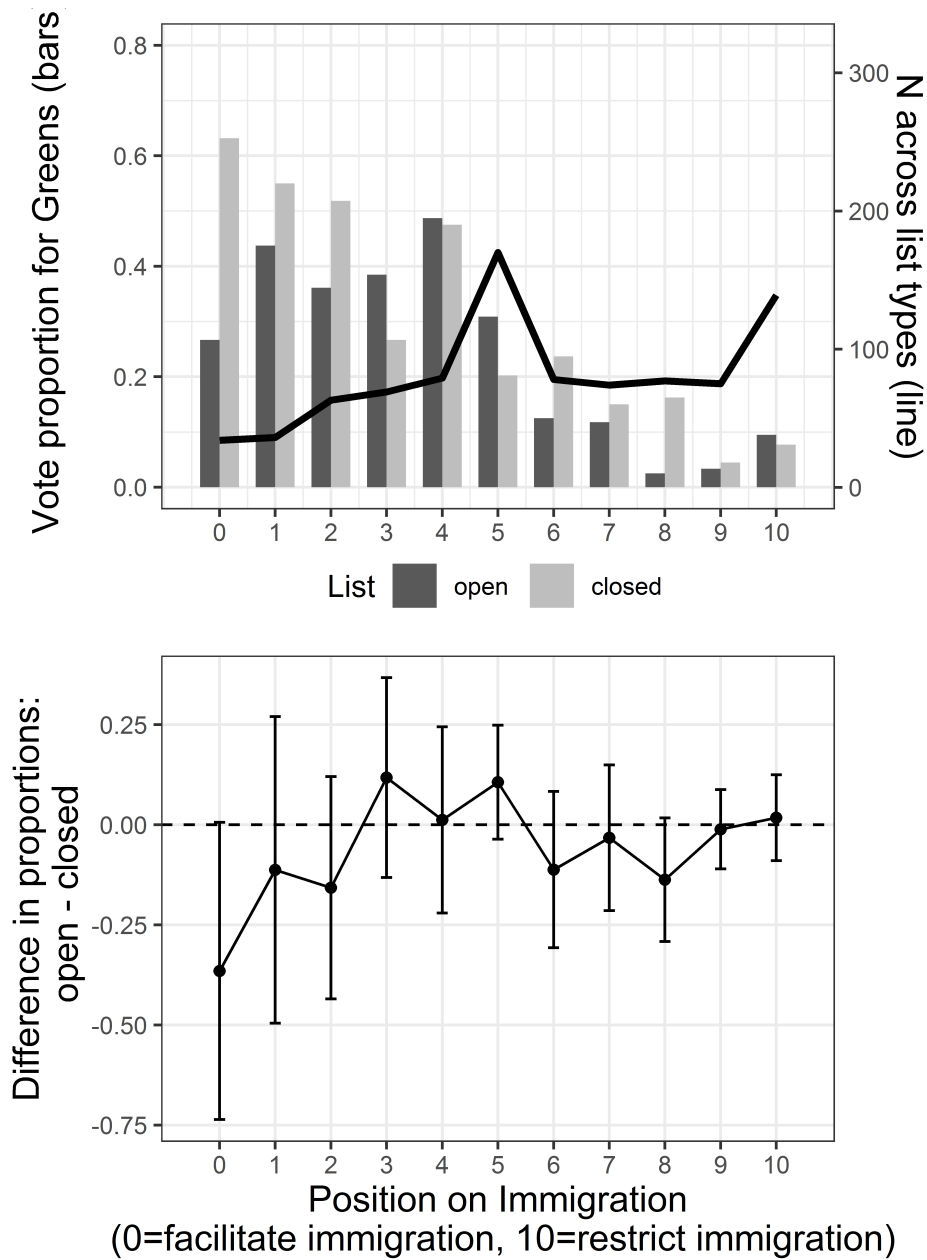 Vote proportion for Greens (bars
0.8
0.6
0.4
0.2
0.0
300
200
100
0
N across list types (line)
0 1 2 3 4 5 6 7 8 9 10
List open closed
Difference in proportions:
open - closed
0.25
0.00
-0.25
-0.50
-0.75
0 1 2 3 4 5 6 7 8 9 10
Position on Immigration
(0=facilitate immigration, 10=restrict immigration)